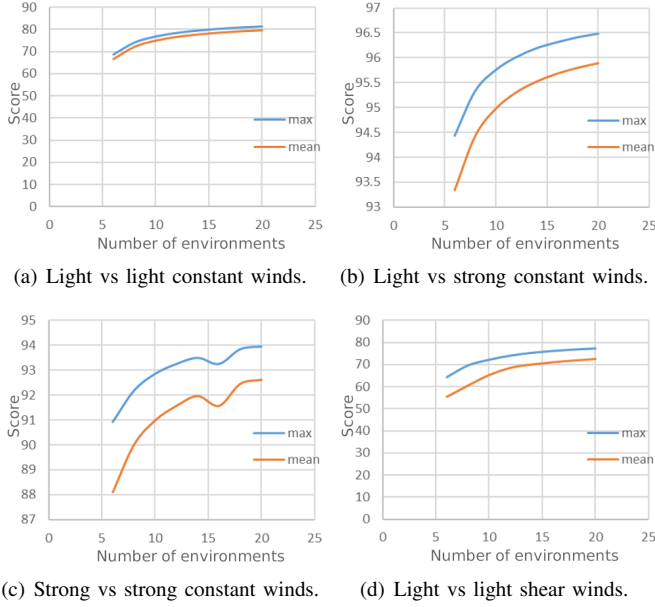 90
80
70
60
50
40
30
20
10
0
Score
max
mean
0 5 10 15 20 25
Number of environments
(a) Light vs light constant winds.
96.5
96
95.5
95
94.5
94
93.5
93
Score
max
mean
0 5 10 15 20 25
Number of environments
(b) Light vs strong constant winds.
95
94
93
92
91
90
89
88
87
Score
max
mean
0 5 10 15 20 25
Number of environments
(c) Strong vs strong constant winds.
90
80
70
60
50
40
30
20
10
0
Score
max
mean
0 5 10 15 20 25
Number of environments
(d) Light vs light shear winds.